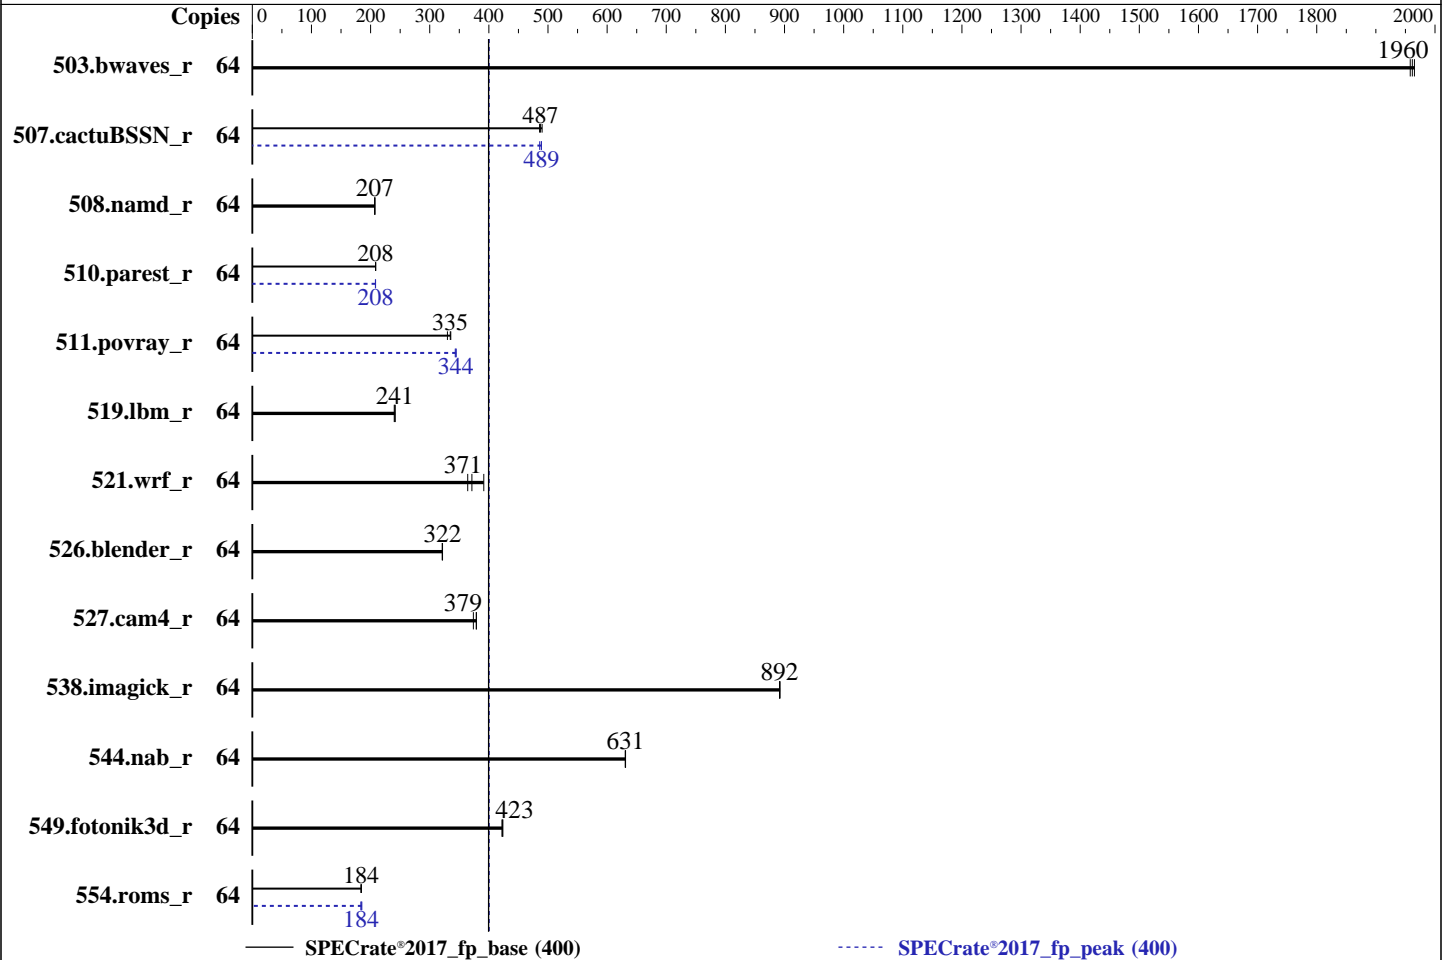 Copies 0 100 200 300 400 500 600 700 800 900 1000 1100 1200 1300 1400 1500 1600 1700 1800 2000
503.bwaves_r 64 1960
507.cactuBSSN_r 64 487
489
508.namd_r 64 207
510.parest_r 64 208
208
511.povray_r 64 335
344
519.lbm_r 64 241
521.wrf_r 64 371
526.blender_r 64 322
527.cam4_r 64 379
538.imagick_r 64 892
544.nab_r 64 631
549.fotonik3d_r 64 423
554.roms_r 64 184
184
SPECrate®2017_fp_base (400) SPECrate®2017_fp_peak (400)